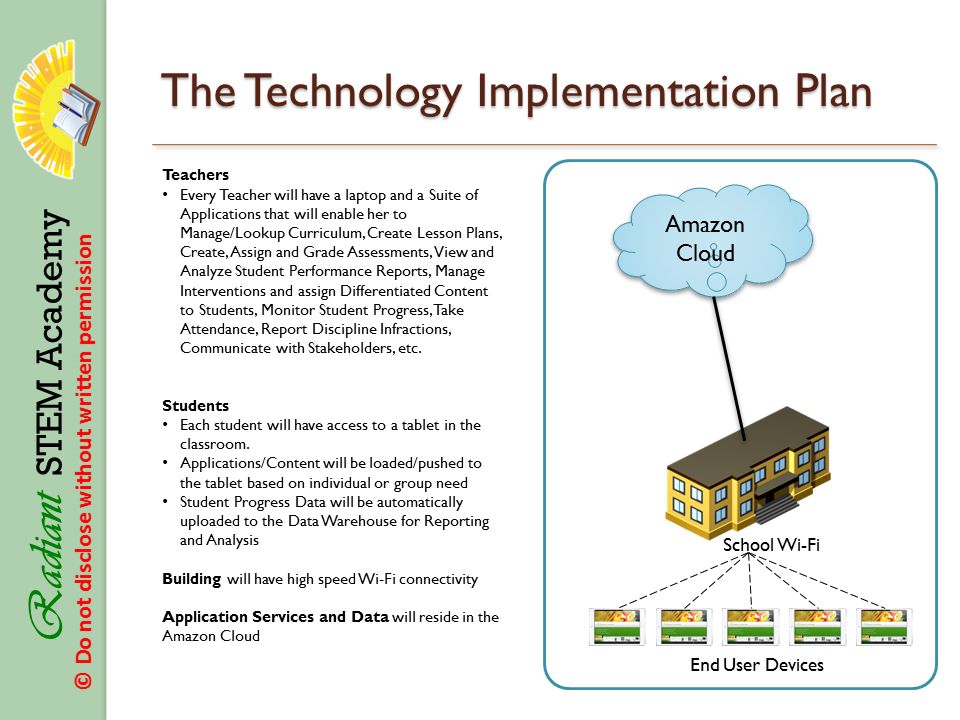 The Technology Implementation Plan
Radiant STEM Academy
© Do not disclose without written permission
Teachers
• Every Teacher will have a laptop and a Suite of
Applications that will enable her to
Manage/Lookup Curriculum, Create Lesson Plans,
Create, Assign and Grade Assessments, View and
Analyze Student Performance Reports, Manage
Interventions and assign Differentiated Content
to Students, Monitor Student Progress, Take
Attendance, Report Discipline Infractions,
Communicate with Stakeholders, etc.
Students
• Each student will have access to a tablet in the
classroom.
• Applications/Content will be loaded/pushed to
the tablet based on individual or group need
• Student Progress Data will be automatically
uploaded to the Data Warehouse for Reporting
and Analysis
Building will have high speed Wi-Fi connectivity
Application Services and Data will reside in the
Amazon Cloud
Amazon
Cloud
School Wi-Fi
End User Devices